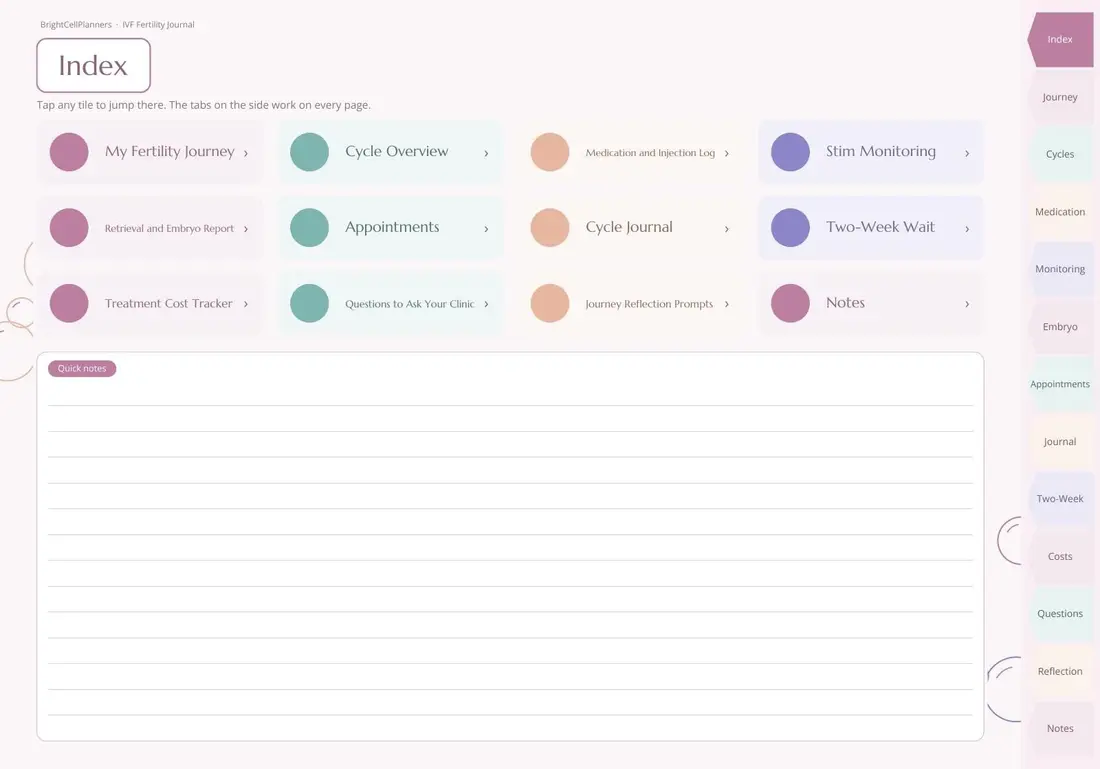 BrightCellPlanners · IVF Fertility Journal
Index
Tap any tile to jump there. The tabs on the side work on every page.
My Fertility Journey ›
Cycle Overview ›
Medication and Injection Log ›
Stim Monitoring ›
Retrieval and Embryo Report ›
Appointments ›
Cycle Journal ›
Two-Week Wait ›
Treatment Cost Tracker ›
Questions to Ask Your Clinic ›
Journey Reflection Prompts ›
Notes ›
Quick notes
Index
Journey
Cycles
Medication
Monitoring
Embryo
Appointments
Journal
Two-Week
Costs
Questions
Reflection
Notes